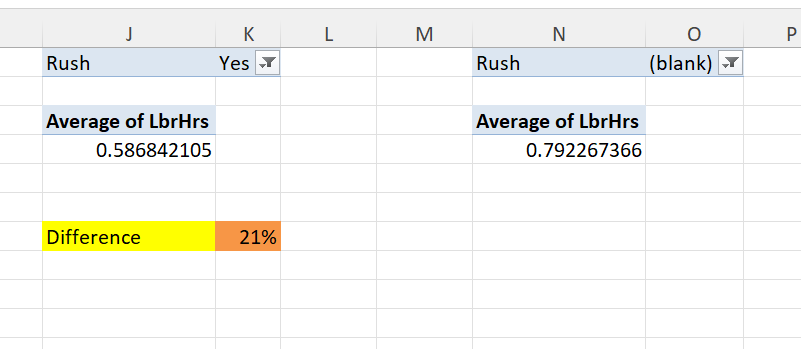 J K L M N O P
Rush Yes Rush (blank)
Average of LbrHrs Average of LbrHrs
0.586842105 0.792267366
Difference 21%